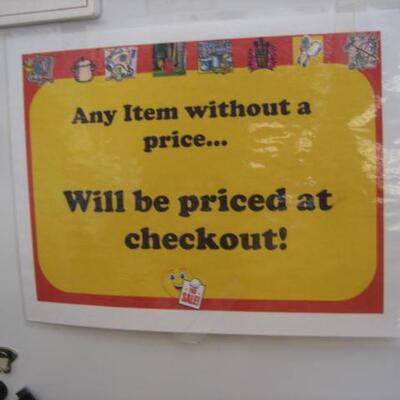 Any Item without a
price...
Will be priced at
checkout!
SALE!